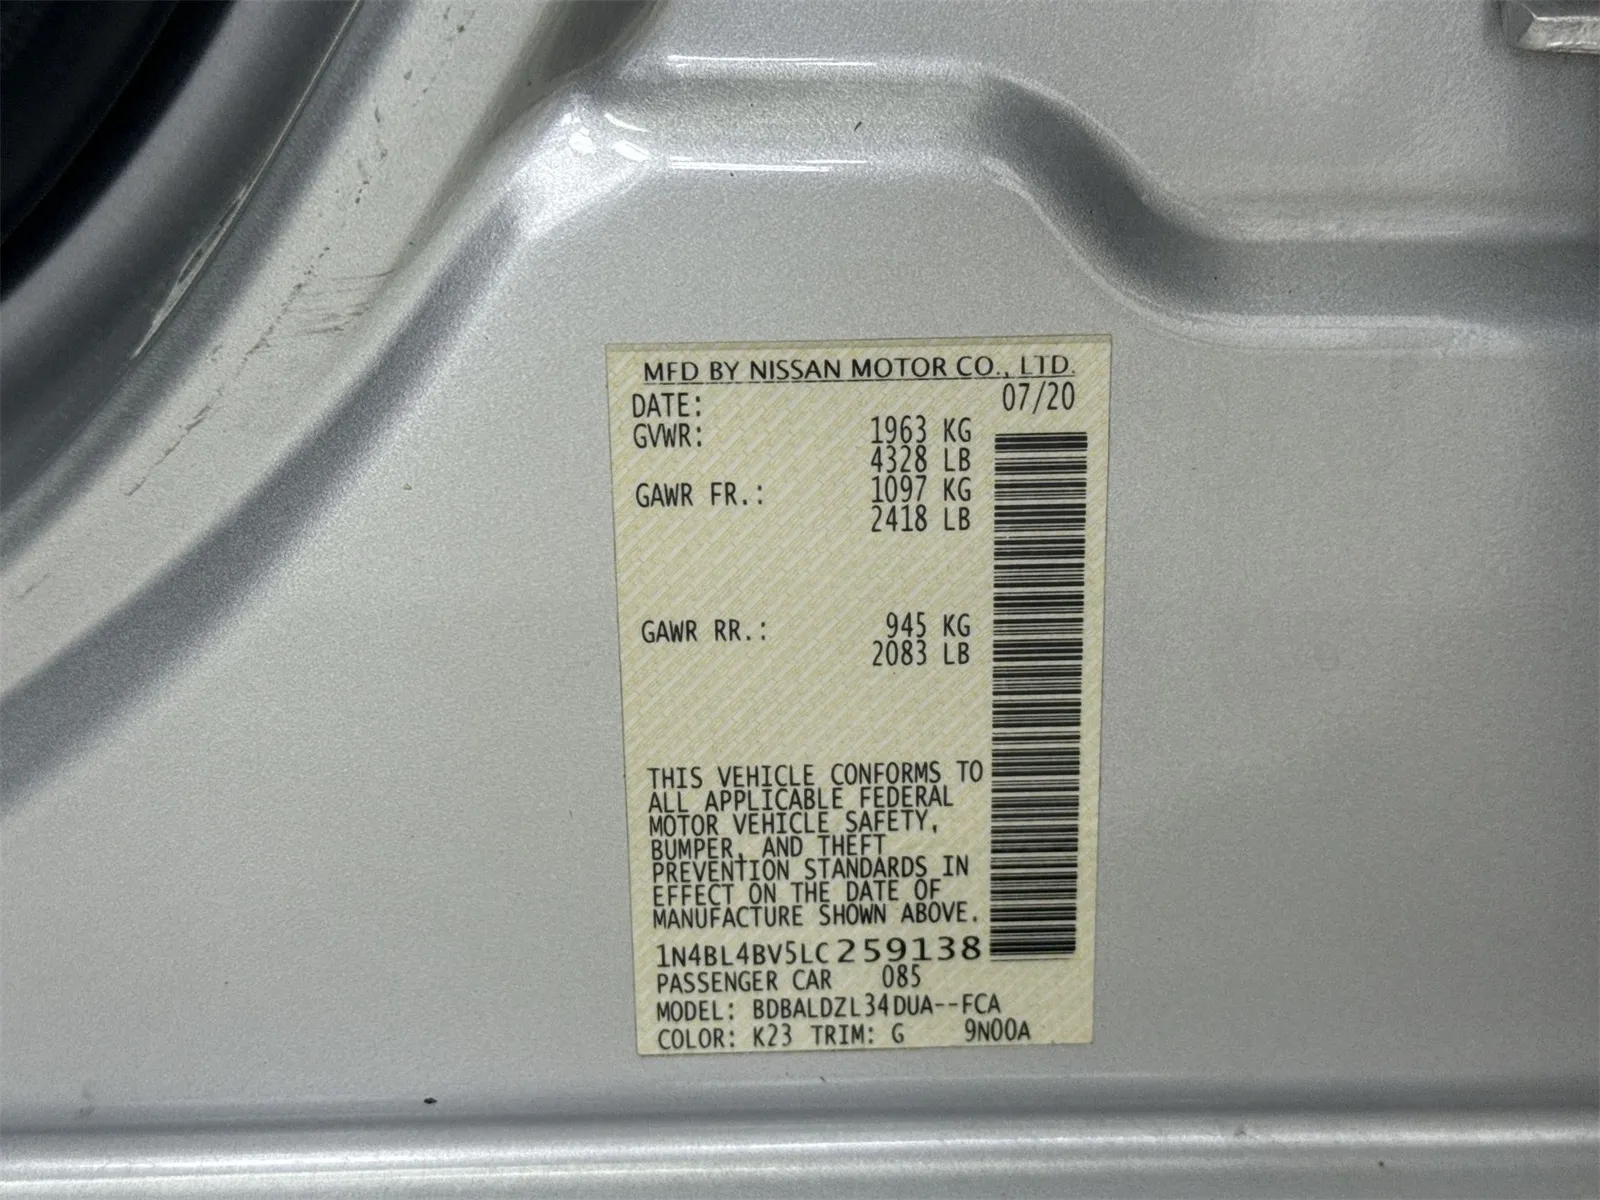 MFD BY NISSAN MOTOR CO., LTD.
DATE: 07/20
GVWR: 1963 KG
4328 LB
GAWR FR.: 1097 KG
2418 LB
GAWR RR.: 945 KG
2083 LB
THIS VEHICLE CONFORMS TO
ALL APPLICABLE FEDERAL
MOTOR VEHICLE SAFETY,
BUMPER, AND THEFT
PREVENTION STANDARDS IN
EFFECT ON THE DATE OF
MANUFACTURE SHOWN ABOVE.
1N4BL4BV5LC259138
PASSENGER CAR 085
MODEL: BDBALDZL34DUA--FCA
COLOR: K23 TRIM: G 9N00A